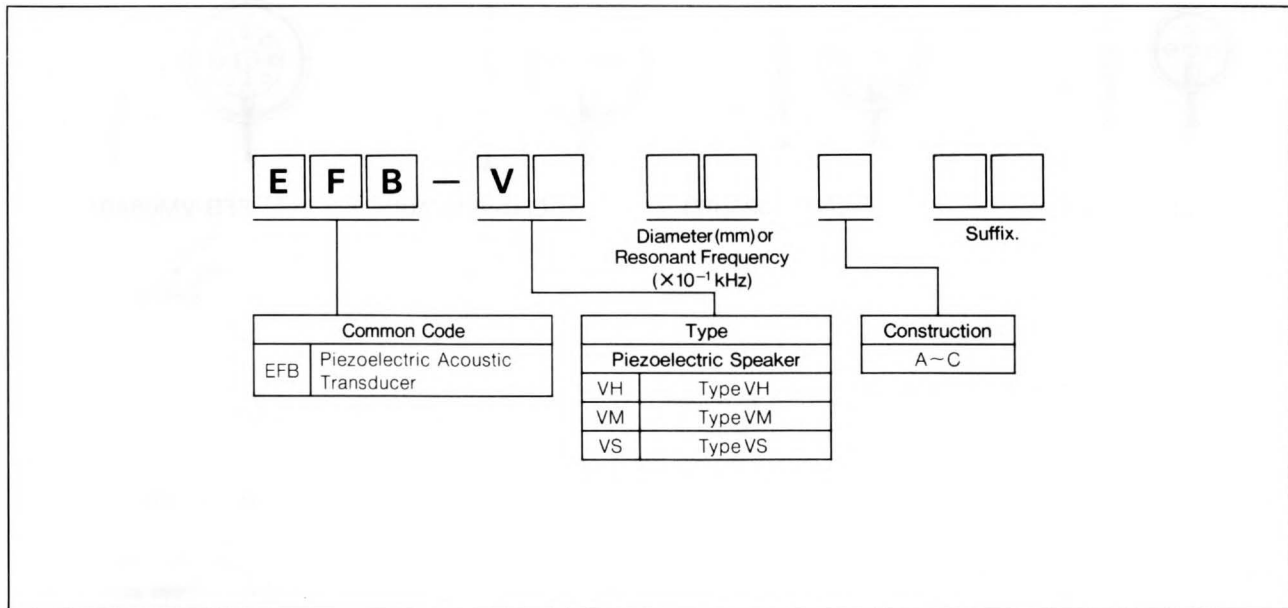 E F B — V
Diameter(mm) or
Resonant Frequency
(×10⁻¹ kHz)
Suffix.
Common Code
EFB Piezoelectric Acoustic
Transducer
Type
Piezoelectric Speaker
VH Type VH
VM Type VM
VS Type VS
Construction
A~C